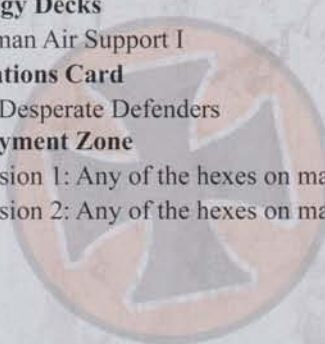 gy Decks
man Air Support I
ations Card
Desperate Defenders
yment Zone
sion 1: Any of the hexes on ma
sion 2: Any of the hexes on ma